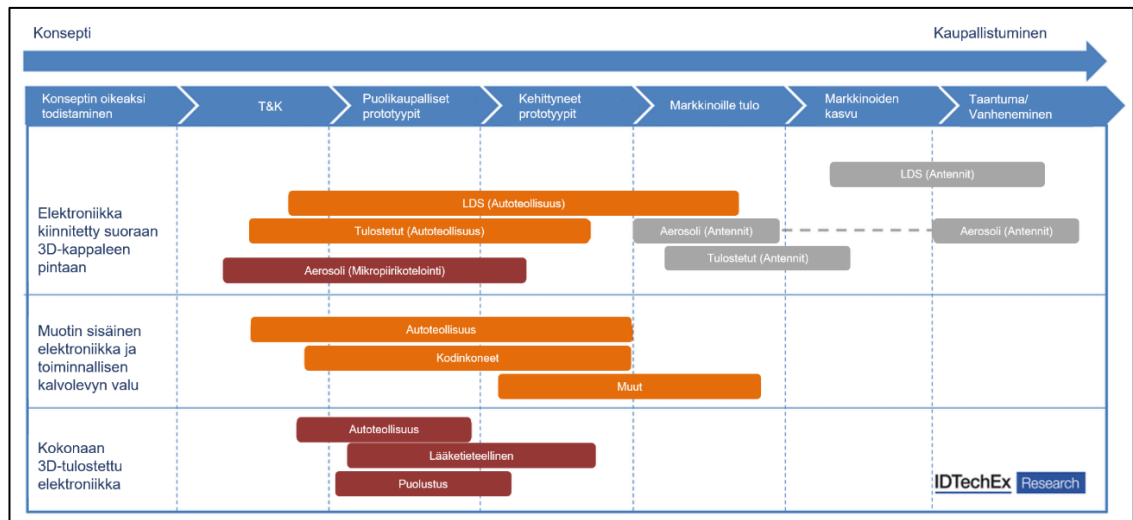 Konsepti
Kaupallistuminen
Konseptin oikeaksi
todistaminen
T&K
Puolikaupalliset
prototyypit
Kehittyneet
prototyypit
Markkinoille tulo
Markkinoiden
kasvu
Taantuma/
Vanheneminen
Elektroniikka
kiinnitetty suoraan
3D-kappaleen
pintaan
LDS (Antennit)
LDS (Autoteollisuus)
Tulostetut (Autoteollisuus)
Aerosoli (Antennit)
Aerosoli (Antennit)
Tulostetut (Antennit)
Aerosoli (Mikropiirikotelointi)
Muotin sisäinen
elektroniikka ja
toiminnallisen
kalvolevyn valu
Autoteollisuus
Kodinkoneet
Muut
Kokonaan
3D-tulostettu
elektroniikka
Autoteollisuus
Lääketieteellinen
Puolustus
IDTechEx Research